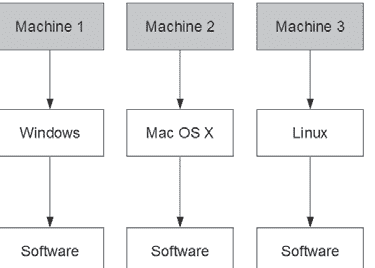 Machine 1
Machine 2
Machine 3
Windows
Mac OS X
Linux
Software
Software
Software